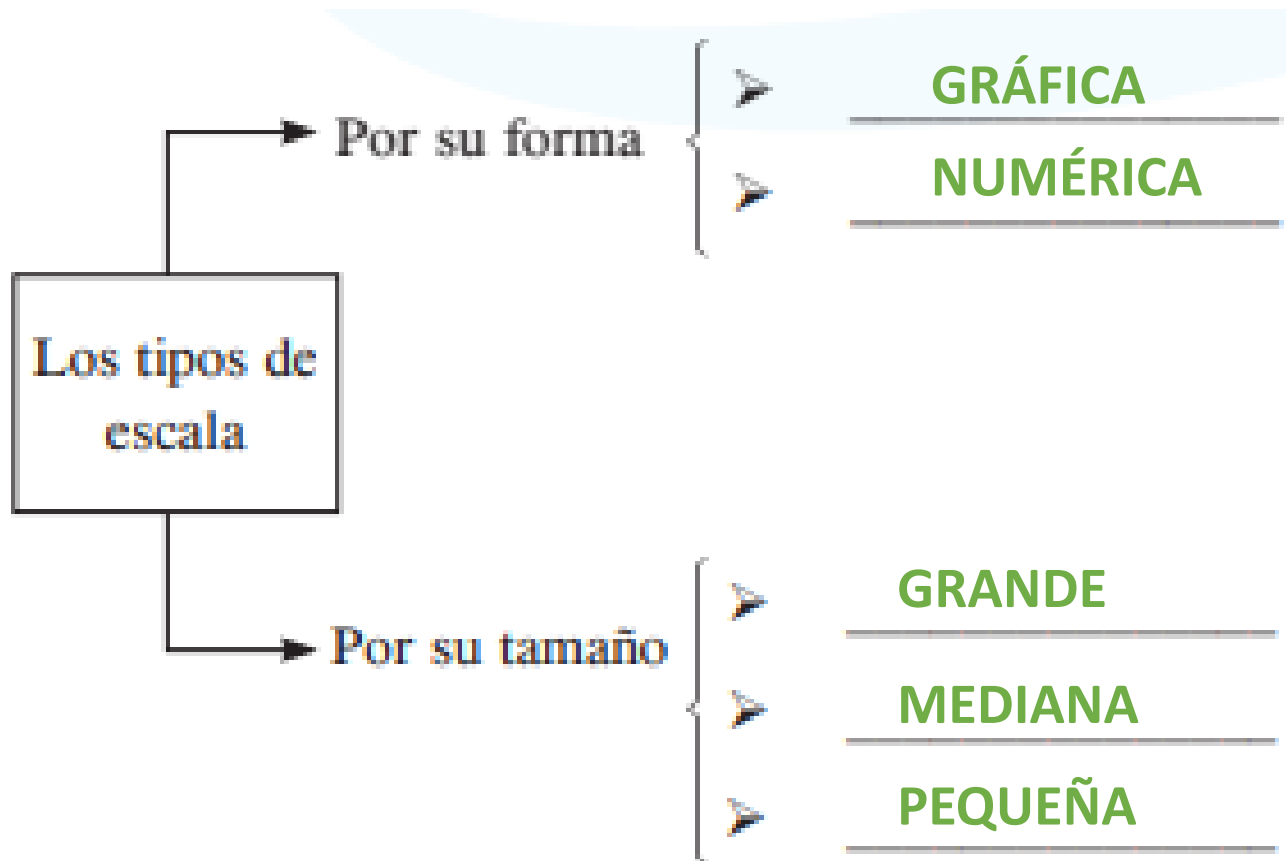 GRÁFICA
Por su forma
NUMÉRICA
Los tipos de
escala
GRANDE
Por su tamaño
MEDIANA
PEQUEÑA